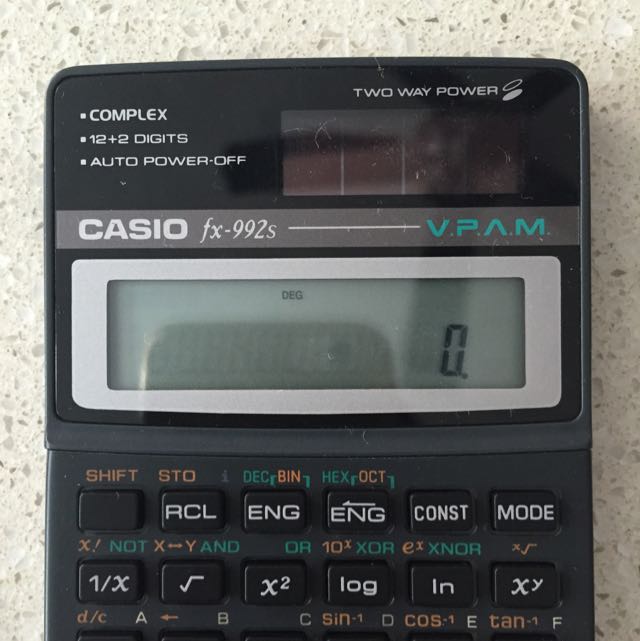 TWO WAY POWER
▪ COMPLEX
▪ 12+2 DIGITS
▪ AUTO POWER-OFF
CASIO fx-992s V.P.A.M.
DEG
0.
SHIFT STO i DEC BIN HEX OCT
RCL ENG ENG CONST MODE
x! NOT X↔Y AND OR 10ˣ XOR eˣ XNOR ˣ√
1/x √ x² log ln xʸ
d/c A ← B C sin⁻¹ D cos⁻¹ E tan⁻¹ F